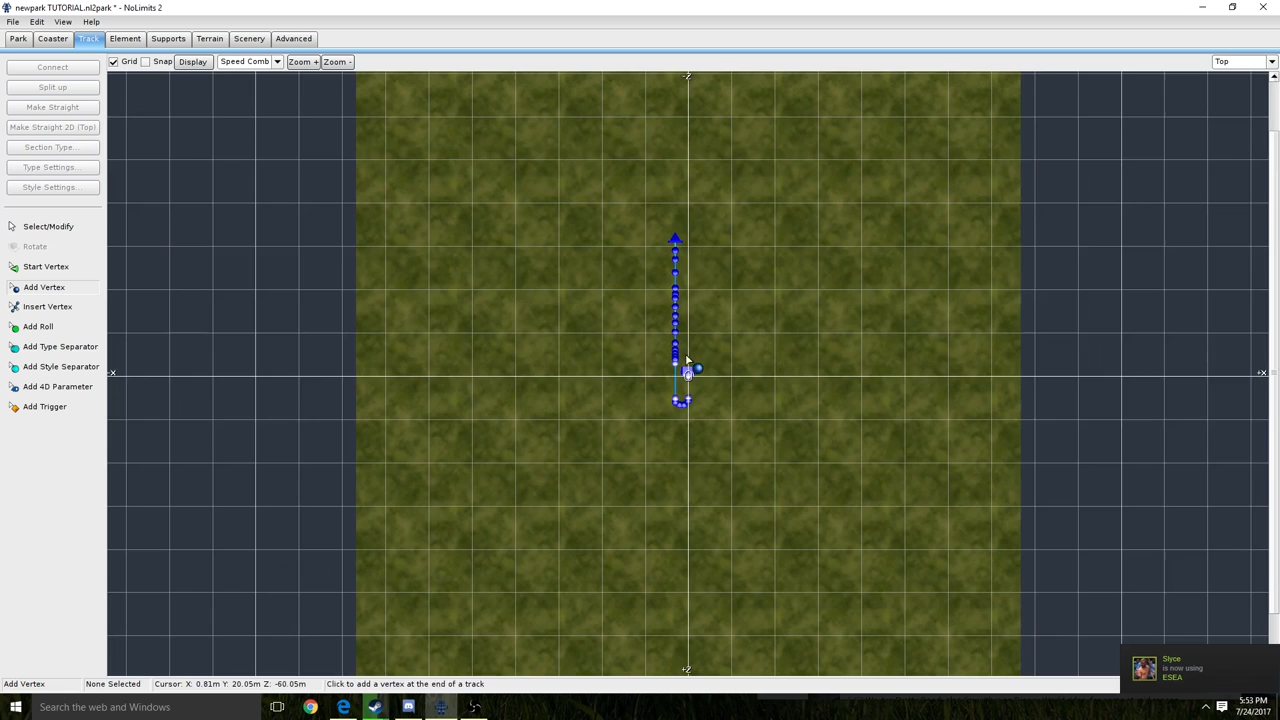 newpark TUTORIAL.nl2park * - NoLimits 2
File Edit View Help
Park Coaster Track Element Supports Terrain Scenery Advanced
Grid Snap Display Speed Comb Zoom + Zoom - Top
Connect
Split up
Make Straight
Make Straight 2D (Top)
Section Type...
Type Settings...
Style Settings...
Select/Modify
Rotate
Start Vertex
Add Vertex
Insert Vertex
Add Roll
Add Type Separator
Add Style Separator
Add 4D Parameter
Add Trigger
-Z
-X
+X
+Z
Slyce
is now using
ESEA
Add Vertex None Selected Cursor: X: 0.81m Y: 20.05m Z: -60.05m Click to add a vertex at the end of a track
Search the web and Windows
5:53 PM
7/24/2017